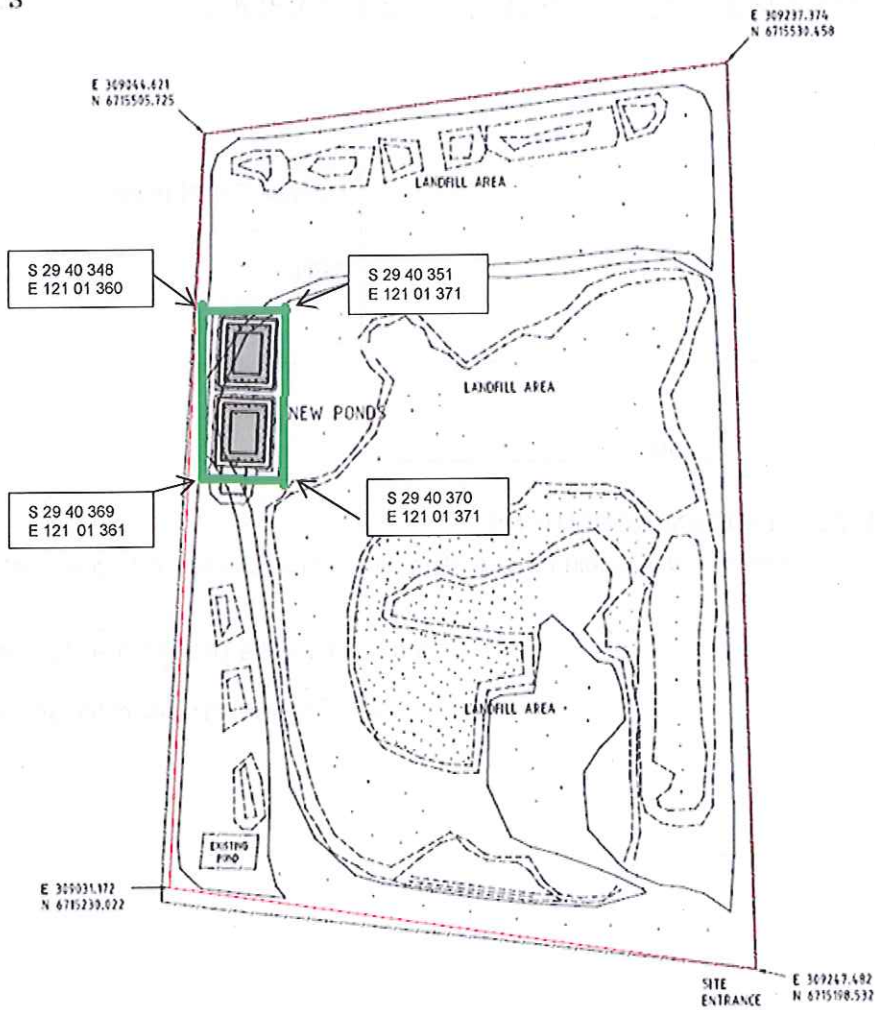 S
E 309237.374
N 6715530.458
E 309044.621
N 6715505.725
LANDFILL AREA
S 29 40 348
E 121 01 360
S 29 40 351
E 121 01 371
LANDFILL AREA
NEW PONDS
S 29 40 369
E 121 01 361
S 29 40 370
E 121 01 371
LANDFILL AREA
EXISTING
POND
E 309031.172
N 6715230.022
SITE
ENTRANCE
E 309247.482
N 6715198.532